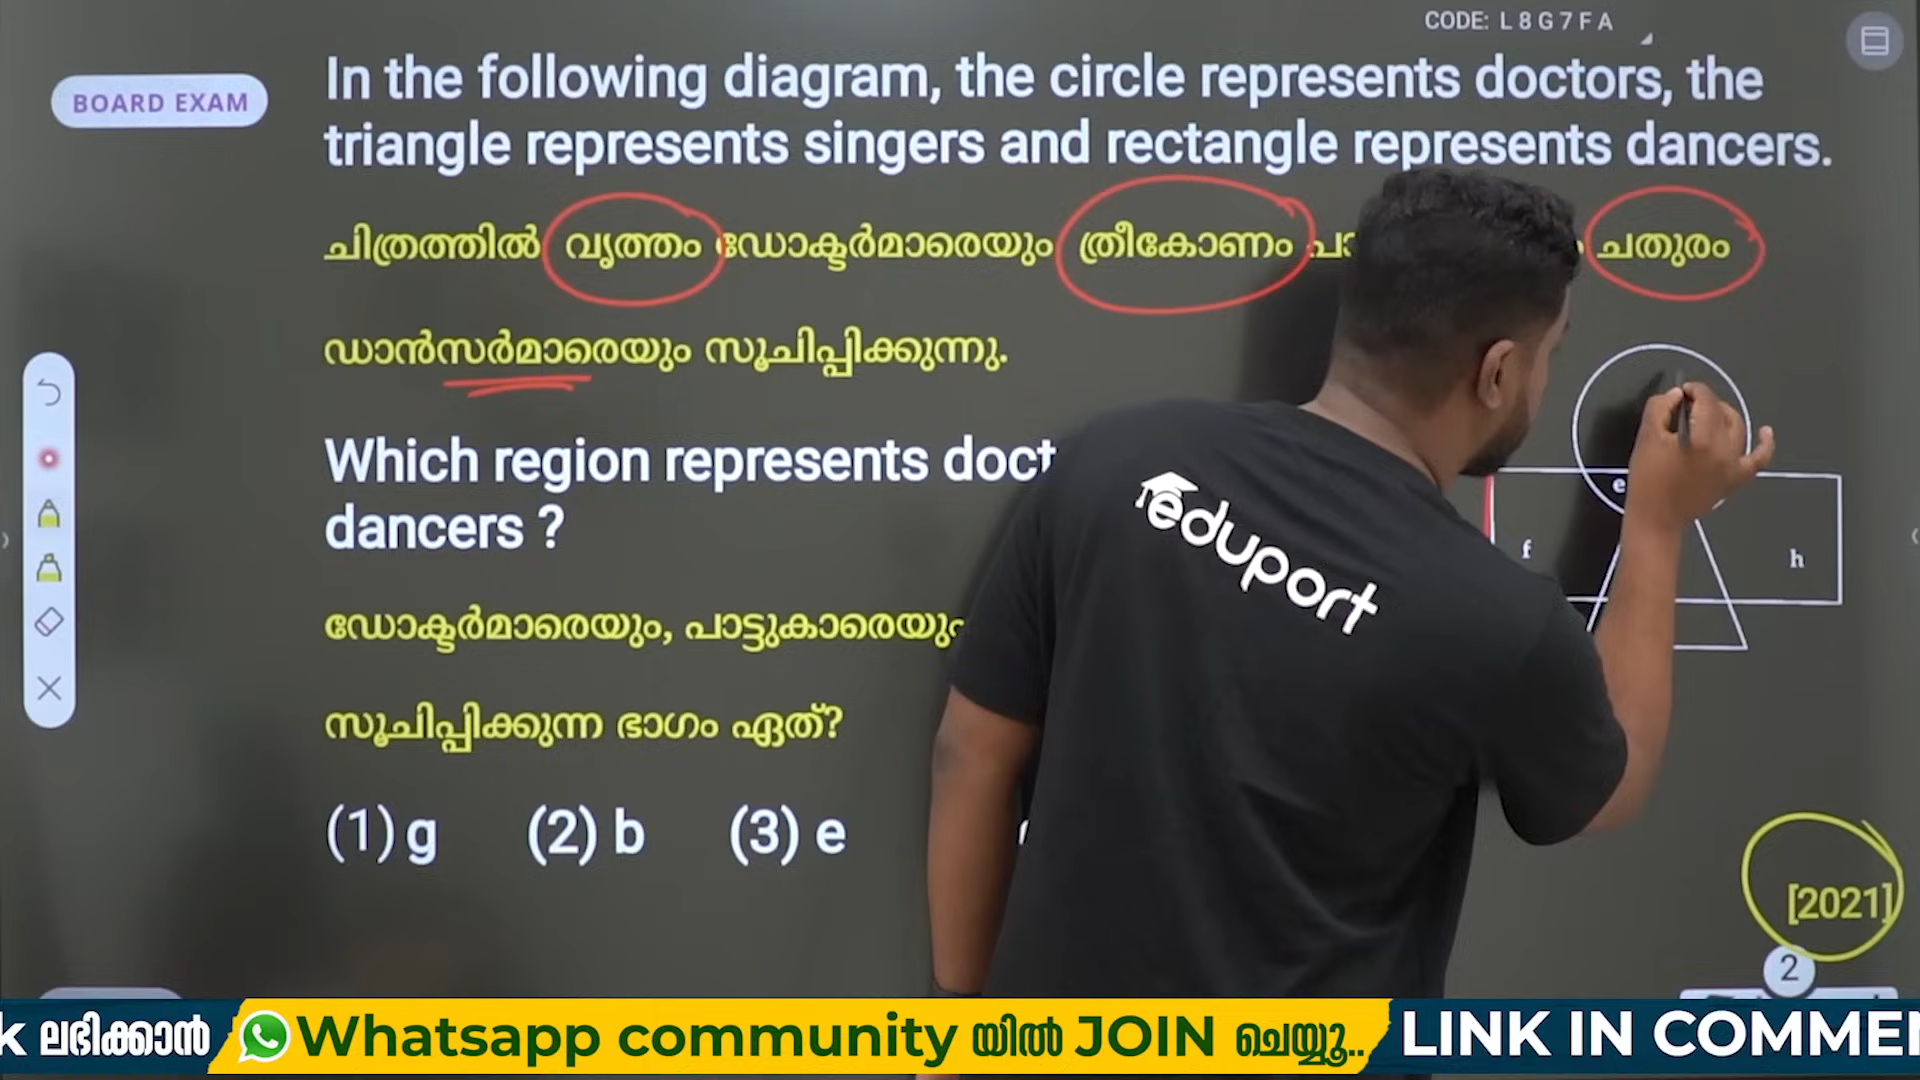 CODE: L8G7FA
BOARD EXAM
In the following diagram, the circle represents doctors, the
triangle represents singers and rectangle represents dancers.
ചിത്രത്തിൽ വൃത്തം ഡോക്ടർമാരെയും ത്രീകോണം ചതുരം
ഡാൻസർമാരെയും സൂചിപ്പിക്കുന്നു.
Which region represents
dancers ?
ഡോക്ടർമാരെയും, പാട്ടുകാരെയും
സൂചിപ്പിക്കുന്ന ഭാഗം ഏത്?
(1) g (2) b (3) e
e
f
h
eduport
[2021]
2
ലഭിക്കാൻ
Whatsapp community യിൽ JOIN ചെയ്യൂ..
LINK IN